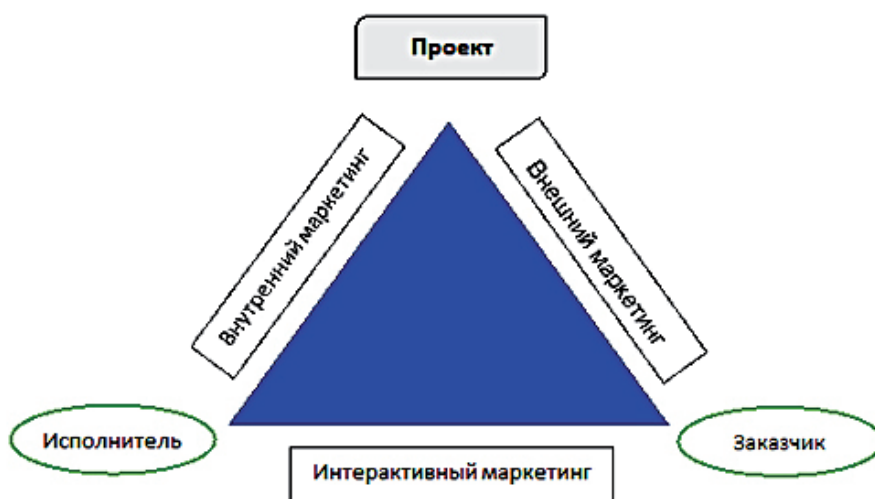 Проект
Внутренний маркетинг
Внешний маркетинг
Исполнитель
Заказчик
Интерактивный маркетинг